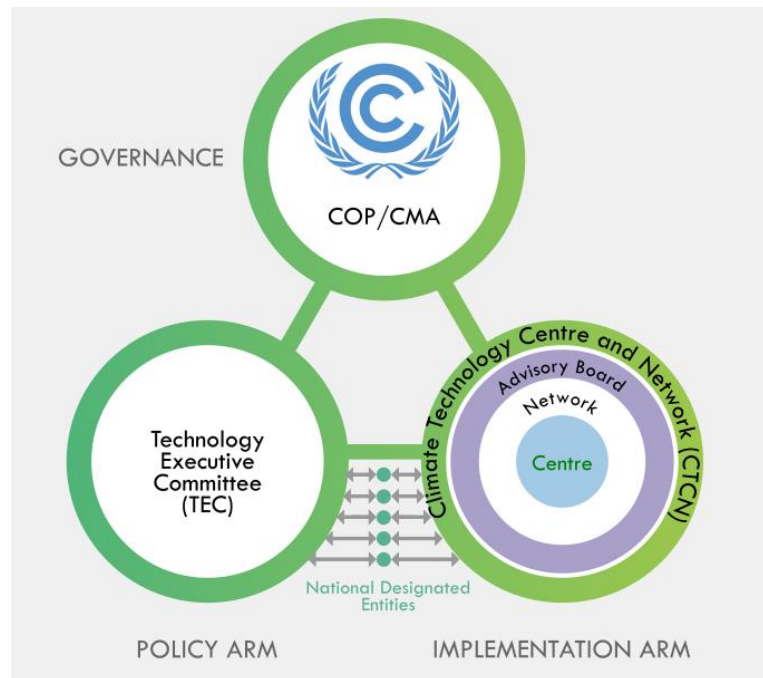 GOVERNANCE
COP/CMA
Technology
Executive
Committee
(TEC)
Climate Technology Centre and Network (CTCN)
Advisory Board
Network
Centre
National Designated
Entities
POLICY ARM
IMPLEMENTATION ARM